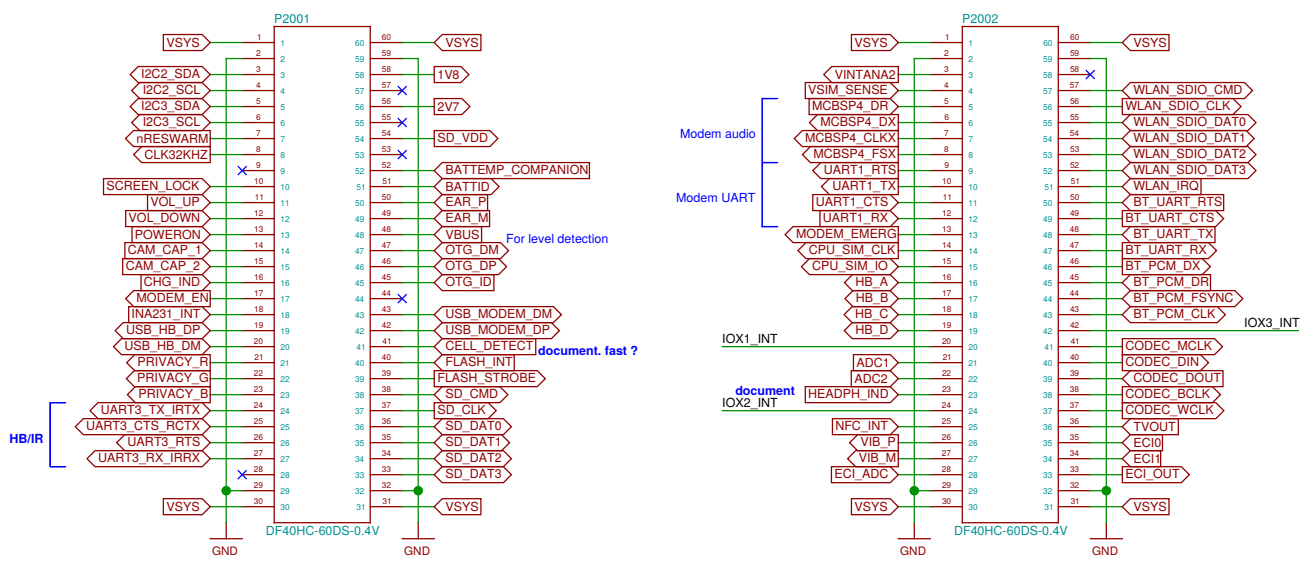 P2001
VSYS 1 1 60 60 VSYS
2 2 59 59
I2C2_SDA 3 3 58 58 1V8
I2C2_SCL 4 4 57 57
I2C3_SDA 5 5 56 56 2V7
I2C3_SCL 6 6 55 55
nRESWARM 7 7 54 54 SD_VDD
CLK32KHZ 8 8 53 53
9 9 52 52 BATTEMP_COMPANION
SCREEN_LOCK 10 10 51 51 BATTID
VOL_UP 11 11 50 50 EAR_P
VOL_DOWN 12 12 49 49 EAR_M
POWERON 13 13 48 48 VBUS For level detection
CAM_CAP_1 14 14 47 47 OTG_DM
CAM_CAP_2 15 15 46 46 OTG_DP
CHG_IND 16 16 45 45 OTG_ID
MODEM_EN 17 17 44 44
INA231_INT 18 18 43 43 USB_MODEM_DM
USB_HB_DP 19 19 42 42 USB_MODEM_DP
USB_HB_DM 20 20 41 41 CELL_DETECT document. fast ?
PRIVACY_R 21 21 40 40 FLASH_INT
PRIVACY_G 22 22 39 39 FLASH_STROBE
PRIVACY_B 23 23 38 38 SD_CMD
UART3_TX_IRTX 24 24 37 37 SD_CLK
UART3_CTS_RCTX 25 25 36 36 SD_DAT0
HB/IR UART3_RTS 26 26 35 35 SD_DAT1
UART3_RX_IRRX 27 27 34 34 SD_DAT2
28 28 33 33 SD_DAT3
29 29 32 32
VSYS 30 30 31 31 VSYS
DF40HC-60DS-0.4V
GND GND
P2002
VSYS 1 1 60 60 VSYS
2 2 59 59
VINTANA2 3 3 58 58
VSIM_SENSE 4 4 57 57 WLAN_SDIO_CMD
MCBSP4_DR 5 5 56 56 WLAN_SDIO_CLK
MCBSP4_DX 6 6 55 55 WLAN_SDIO_DAT0
Modem audio MCBSP4_CLKX 7 7 54 54 WLAN_SDIO_DAT1
MCBSP4_FSX 8 8 53 53 WLAN_SDIO_DAT2
UART1_RTS 9 9 52 52 WLAN_SDIO_DAT3
UART1_TX 10 10 51 51 WLAN_IRQ
Modem UART UART1_CTS 11 11 50 50 BT_UART_RTS
UART1_RX 12 12 49 49 BT_UART_CTS
MODEM_EMERG 13 13 48 48 BT_UART_TX
CPU_SIM_CLK 14 14 47 47 BT_UART_RX
CPU_SIM_IO 15 15 46 46 BT_PCM_DX
HB_A 16 16 45 45 BT_PCM_DR
HB_B 17 17 44 44 BT_PCM_FSYNC
HB_C 18 18 43 43 BT_PCM_CLK
HB_D 19 19 42 42 IOX3_INT
IOX1_INT 20 20 41 41 CODEC_MCLK
ADC1 21 21 40 40 CODEC_DIN
ADC2 22 22 39 39 CODEC_DOUT
document HEADPH_IND 23 23 38 38 CODEC_BCLK
IOX2_INT 24 24 37 37 CODEC_WCLK
NFC_INT 25 25 36 36 TVOUT
VIB_P 26 26 35 35 ECI0
VIB_M 27 27 34 34 ECI1
ECI_ADC 28 28 33 33 ECI_OUT
29 29 32 32
VSYS 30 30 31 31 VSYS
DF40HC-60DS-0.4V
GND GND